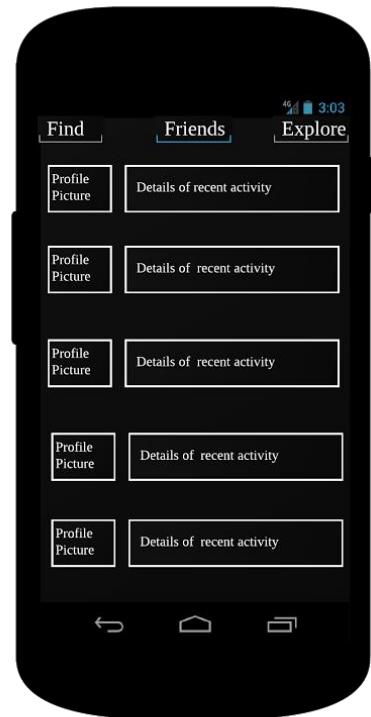 4G 3:03
Find Friends Explore
Profile
Picture
Details of recent activity
Profile
Picture
Details of recent activity
Profile
Picture
Details of recent activity
Profile
Picture
Details of recent activity
Profile
Picture
Details of recent activity